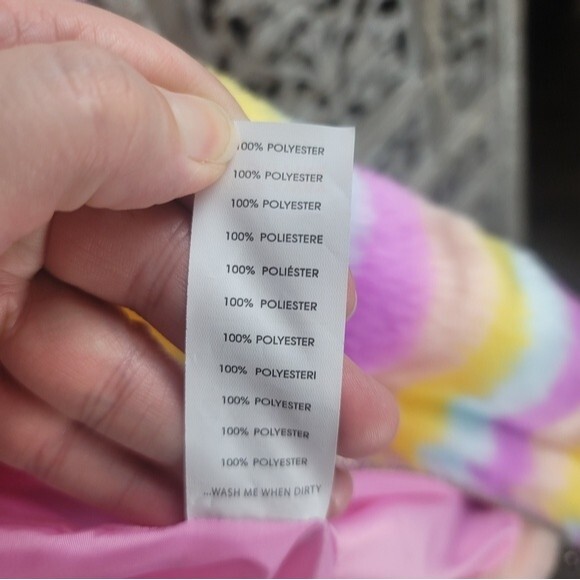 100% POLYESTER
100% POLYESTER
100% POLYESTER
100% POLIESTERE
100% POLIÉSTER
100% POLIESTER
100% POLYESTER
100% POLYESTERI
100% POLYESTER
100% POLYESTER
100% POLYESTER
...WASH ME WHEN DIRTY